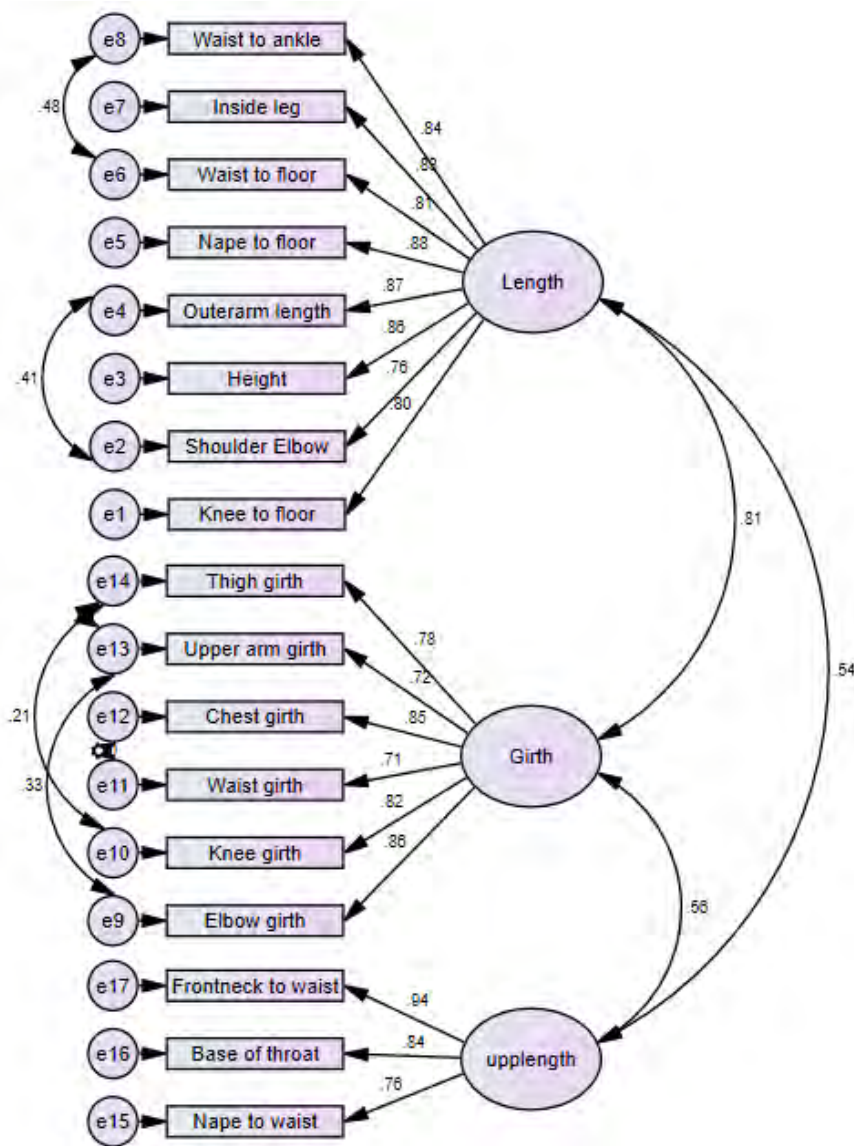 e8 Waist to ankle
e7 Inside leg
e6 Waist to floor
e5 Nape to floor
e4 Outerarm length
e3 Height
e2 Shoulder Elbow
e1 Knee to floor
.48
.41
.84
.81
.88
.87
.86
.76
.80
Length
e14 Thigh girth
e13 Upper arm girth
e12 Chest girth
e11 Waist girth
e10 Knee girth
e9 Elbow girth
.21
.33
.78
.72
.85
.71
.82
.86
Girth
e17 Frontneck to waist
e16 Base of throat
e15 Nape to waist
.94
.84
.76
upplength
.81
.54
.56